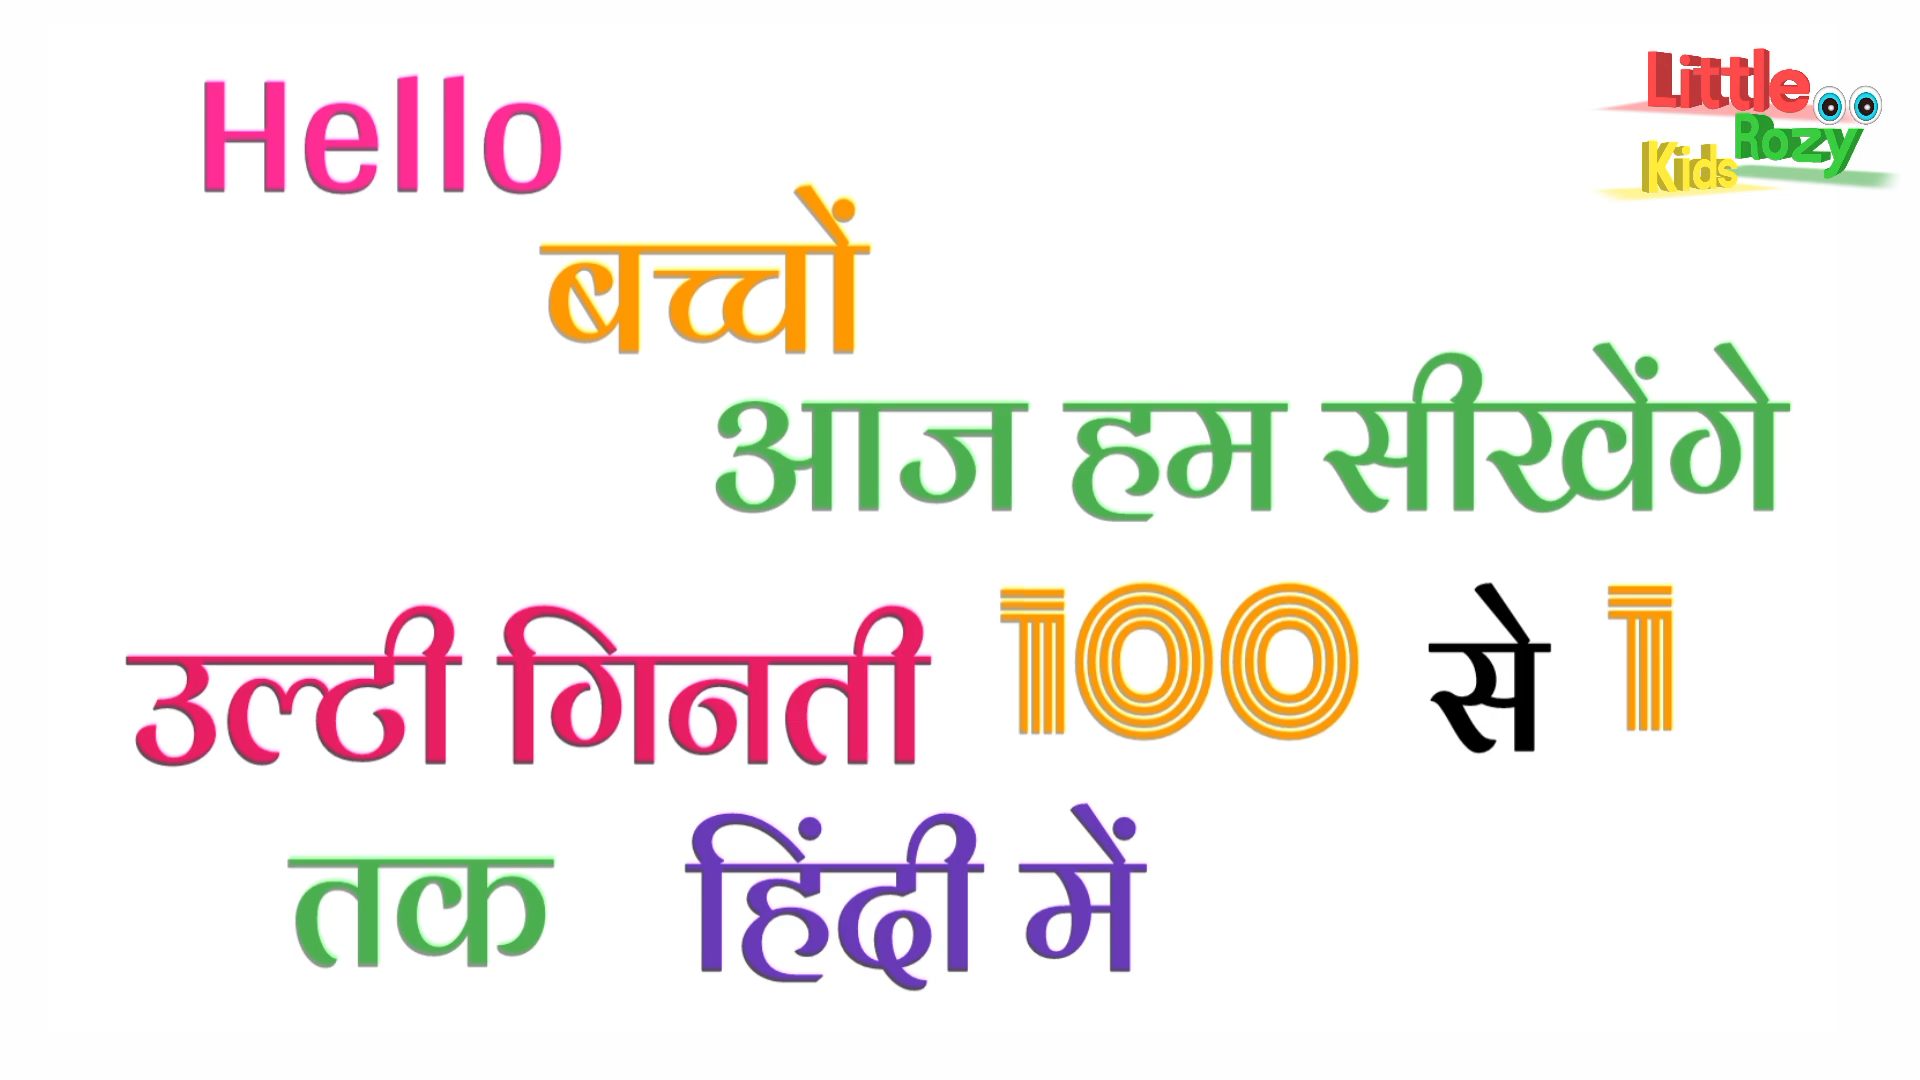 Hello
बच्चों
आज हम सीखेंगे
उल्टी गिनती 100 से 1
तक हिंदी में
Little
Rozy
Kids